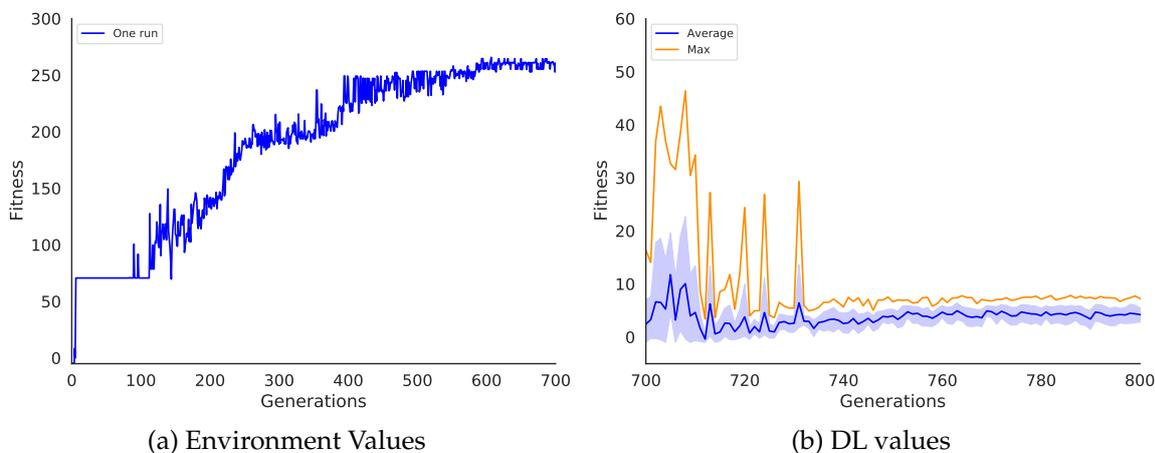 300
250
200
150
100
50
0
Fitness
One run
0 100 200 300 400 500 600 700
Generations
(a) Environment Values
60
50
40
30
20
10
0
Fitness
Average
Max
700 720 740 760 780 800
Generations
(b) DL values